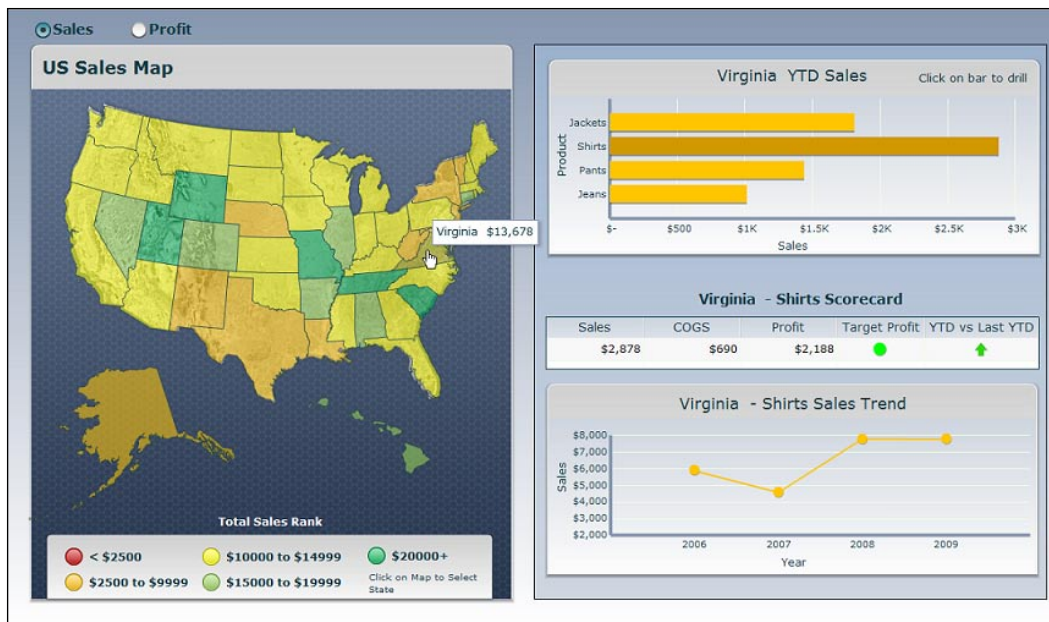 Sales Profit
US Sales Map
Virginia $13,678
Total Sales Rank
< $2500 $10000 to $14999 $20000+
$2500 to $9999 $15000 to $19999 Click on Map to Select
State
Virginia YTD Sales Click on bar to drill
Product
Jackets
Shirts
Pants
Jeans
$- $500 $1K $1.5K $2K $2.5K $3K
Sales
Virginia - Shirts Scorecard
Sales COGS Profit Target Profit YTD vs Last YTD
$2,878 $690 $2,188
Virginia - Shirts Sales Trend
Sales
$8,000
$7,000
$6,000
$5,000
$4,000
$3,000
$2,000
2006 2007 2008 2009
Year